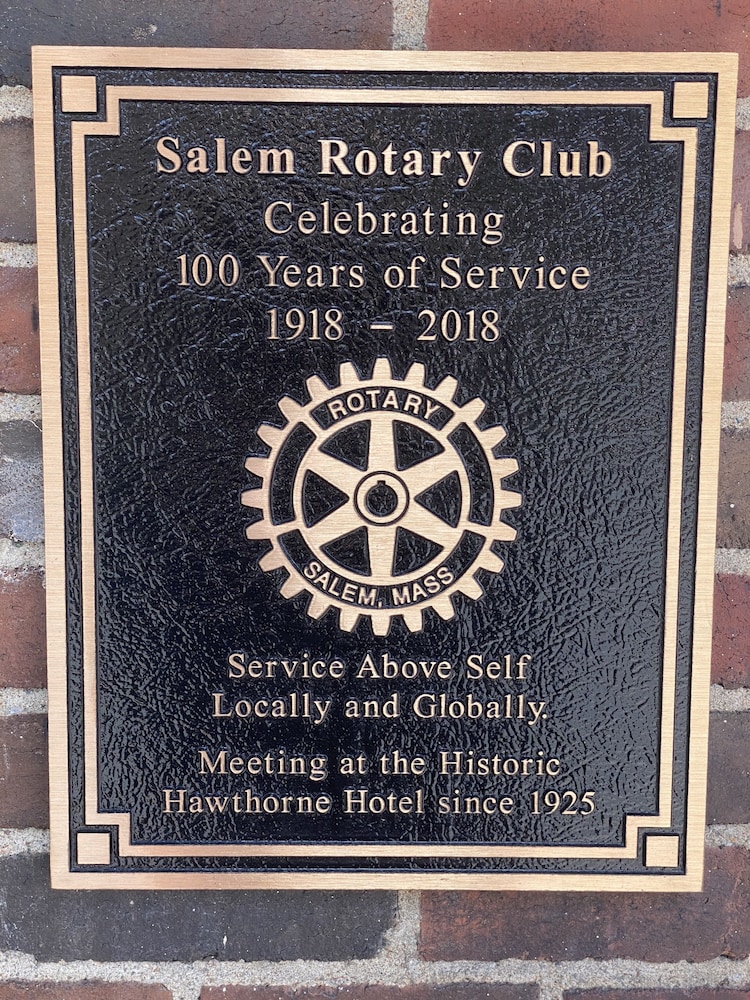 Salem Rotary Club
Celebrating
100 Years of Service
1918 – 2018
ROTARY
SALEM, MASS
Service Above Self
Locally and Globally.
Meeting at the Historic
Hawthorne Hotel since 1925